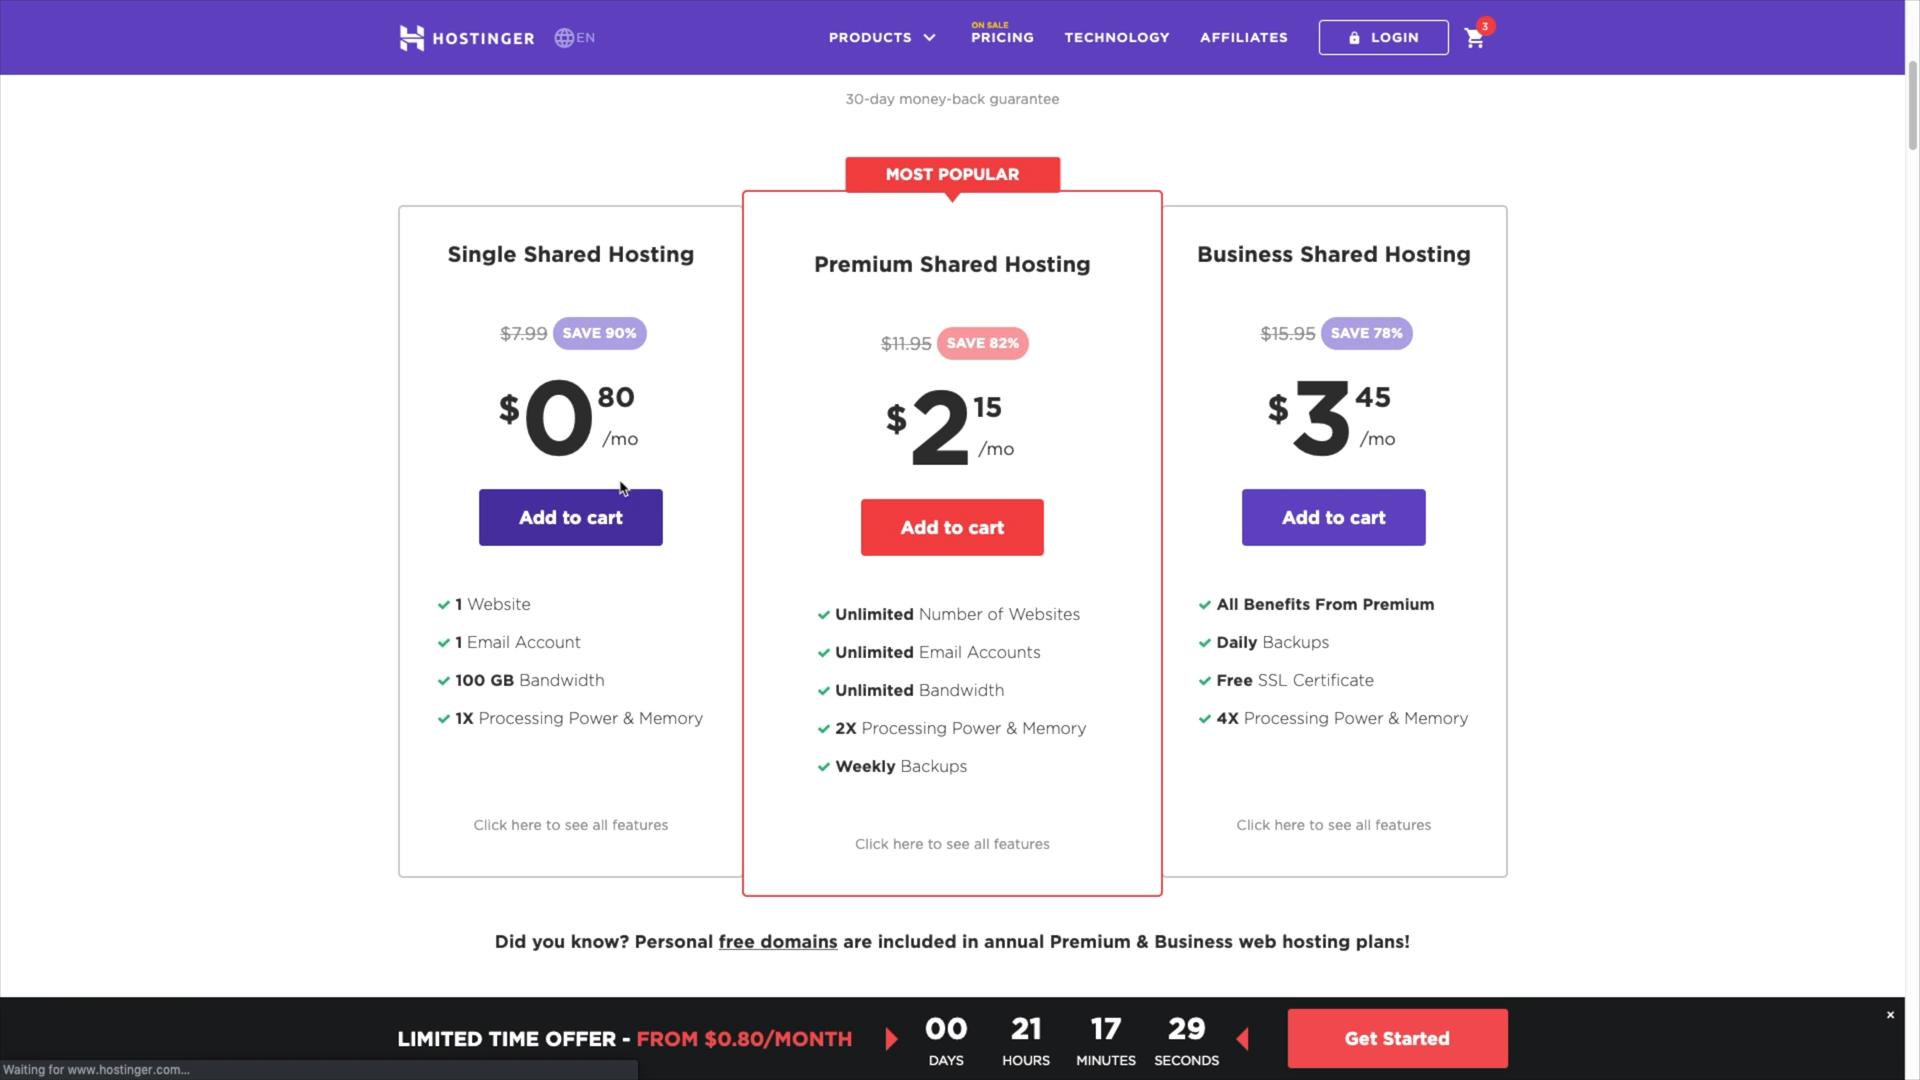 HOSTINGER
EN
PRODUCTS
ON SALE
PRICING
TECHNOLOGY
AFFILIATES
LOGIN
3
30-day money-back guarantee
MOST POPULAR
Single Shared Hosting
$7.99 SAVE 90%
$0 80 /mo
Add to cart
1 Website
1 Email Account
100 GB Bandwidth
1X Processing Power & Memory
Click here to see all features
Premium Shared Hosting
$11.95 SAVE 82%
$2 15 /mo
Add to cart
Unlimited Number of Websites
Unlimited Email Accounts
Unlimited Bandwidth
2X Processing Power & Memory
Weekly Backups
Click here to see all features
Business Shared Hosting
$15.95 SAVE 78%
$3 45 /mo
Add to cart
All Benefits From Premium
Daily Backups
Free SSL Certificate
4X Processing Power & Memory
Click here to see all features
Did you know? Personal free domains are included in annual Premium & Business web hosting plans!
LIMITED TIME OFFER - FROM $0.80/MONTH
00 21 17 29
DAYS HOURS MINUTES SECONDS
Get Started
Waiting for www.hostinger.com...